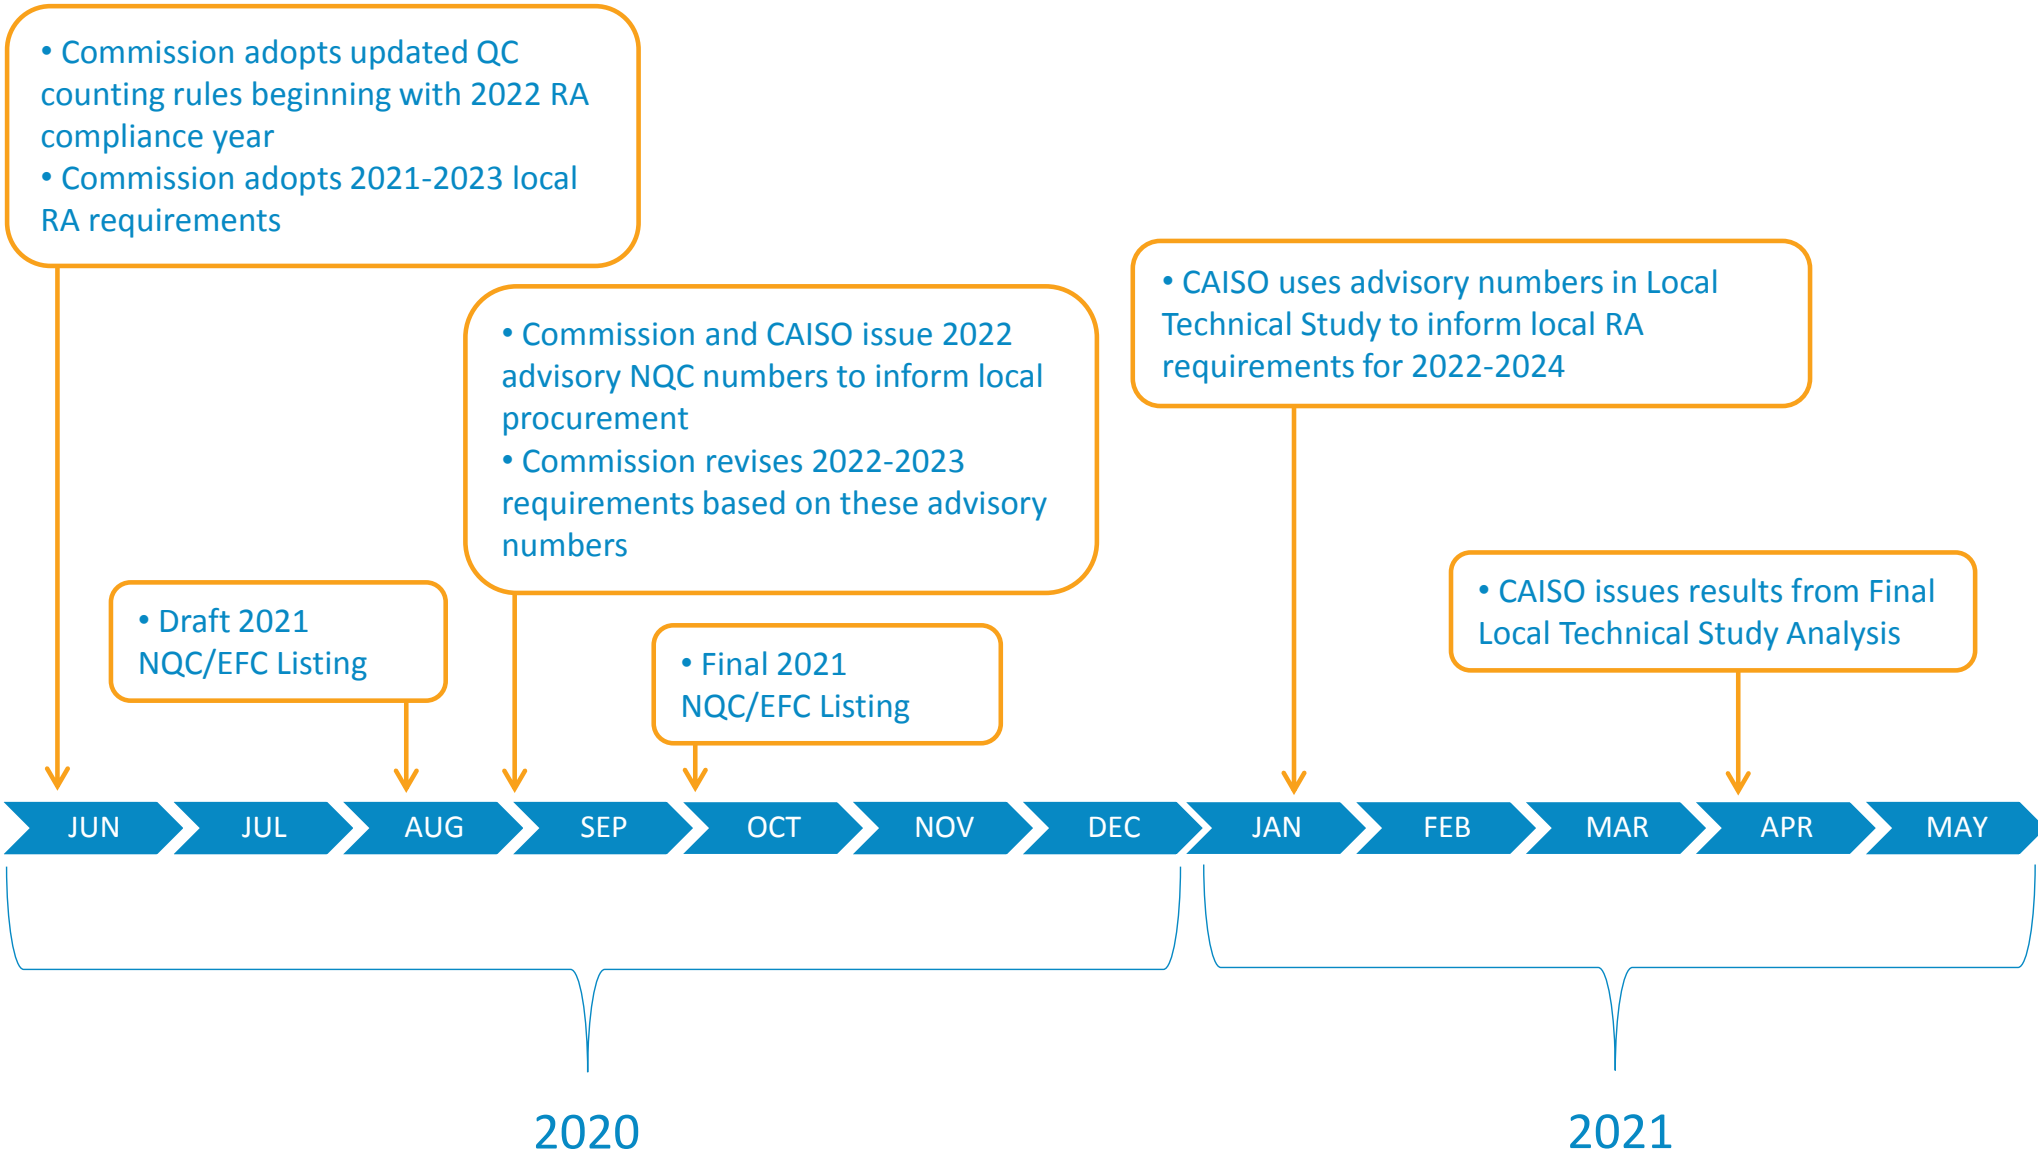 • Commission adopts updated QC
counting rules beginning with 2022 RA
compliance year
• Commission adopts 2021-2023 local
RA requirements
• Commission and CAISO issue 2022
advisory NQC numbers to inform local
procurement
• Commission revises 2022-2023
requirements based on these advisory
numbers
• CAISO uses advisory numbers in Local
Technical Study to inform local RA
requirements for 2022-2024
• Draft 2021
NQC/EFC Listing
• Final 2021
NQC/EFC Listing
• CAISO issues results from Final
Local Technical Study Analysis
JUN JUL AUG SEP OCT NOV DEC JAN FEB MAR APR MAY
2020 2021